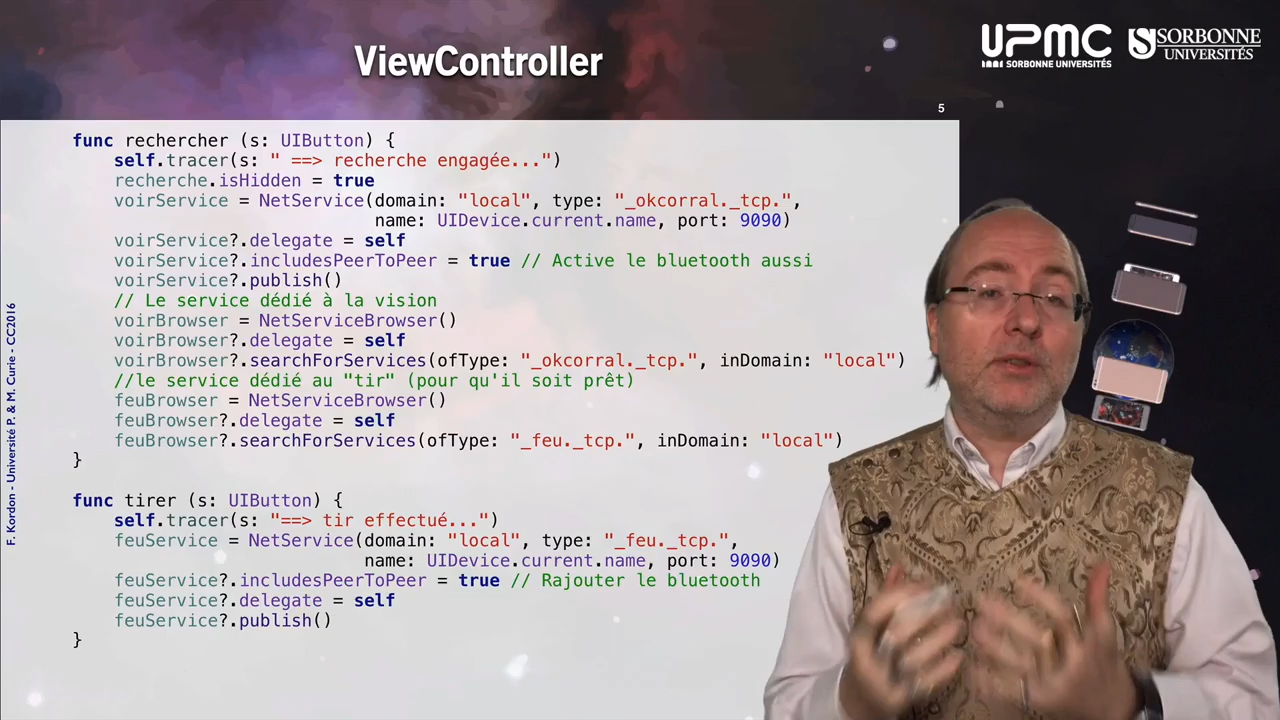 ViewController
UPMC
SORBONNE UNIVERSITÉS
SORBONNE
UNIVERSITÉS
5
func rechercher (s: UIButton) {
self.tracer(s: " ==> recherche engagée...")
recherche.isHidden = true
voirService = NetService(domain: "local", type: "_okcorral._tcp.",
name: UIDevice.current.name, port: 9090)
voirService?.delegate = self
voirService?.includesPeerToPeer = true // Active le bluetooth aussi
voirService?.publish()
// Le service dédié à la vision
voirBrowser = NetServiceBrowser()
voirBrowser?.delegate = self
voirBrowser?.searchForServices(ofType: "_okcorral._tcp.", inDomain: "local")
//le service dédié au "tir" (pour qu'il soit prêt)
feuBrowser = NetServiceBrowser()
feuBrowser?.delegate = self
feuBrowser?.searchForServices(ofType: "_feu._tcp.", inDomain: "local")
}
func tirer (s: UIButton) {
self.tracer(s: "==> tir effectué...")
feuService = NetService(domain: "local", type: "_feu._tcp.",
name: UIDevice.current.name, port: 9090)
feuService?.includesPeerToPeer = true // Rajouter le bluetooth
feuService?.delegate = self
feuService?.publish()
}
F. Kordon - Université P. & M. Curie - CC2016